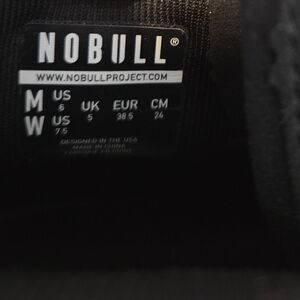 NOBULL®
WWW.NOBULLPROJECT.COM
M US 6 UK 5 EUR 38.5 CM 24
W US 7.5
DESIGNED IN THE USA
MADE IN CHINA